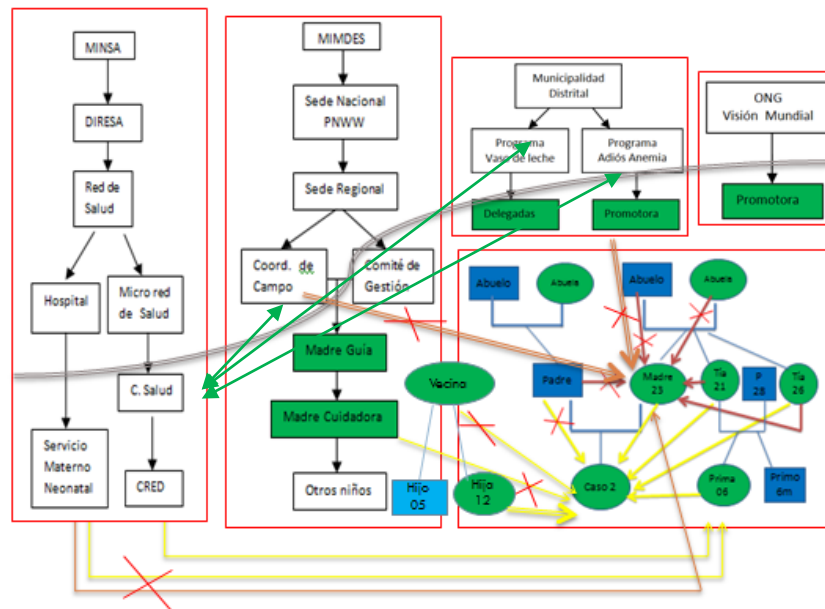 MINSA
DIRESA
Red de
Salud
Hospital
Micro red
de Salud
C. Salud
Servicio
Materno
Neonatal
CRED
MIMDES
Sede Nacional
PNWW
Sede Regional
Coord. de
Campo
Comité de
Gestión
Madre Guía
Madre Cuidadora
Otros niños
Municipalidad
Distrital
Programa
Vaso de leche
Programa
Adiós Anemia
Delegadas
Promotora
ONG
Visión Mundial
Promotora
Abuelo
Abuela
Abuelo
Abuela
Padre
Madre
23
Tía
21
P
28
Tía
26
Caso 2
Prima
06
Primo
6m
Vecina
Hijo
05
Hijo
12